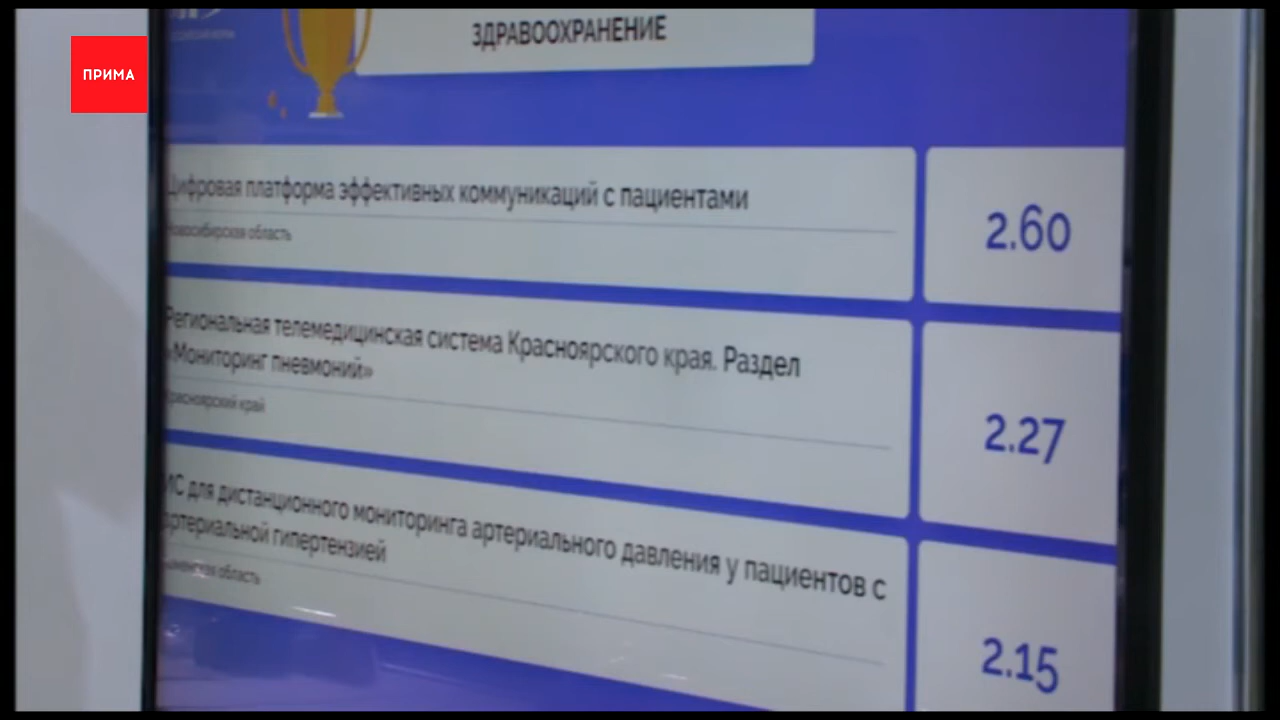 ПРИМА
ЗДРАВООХРАНЕНИЕ
Цифровая платформа эффективных коммуникаций с пациентами
Новосибирская область
2.60
Региональная телемедицинская система Красноярского края. Раздел
«Мониторинг пневмоний»
Красноярский край
2.27
ИС для дистанционного мониторинга артериального давления у пациентов с
артериальной гипертензией
область
2.15